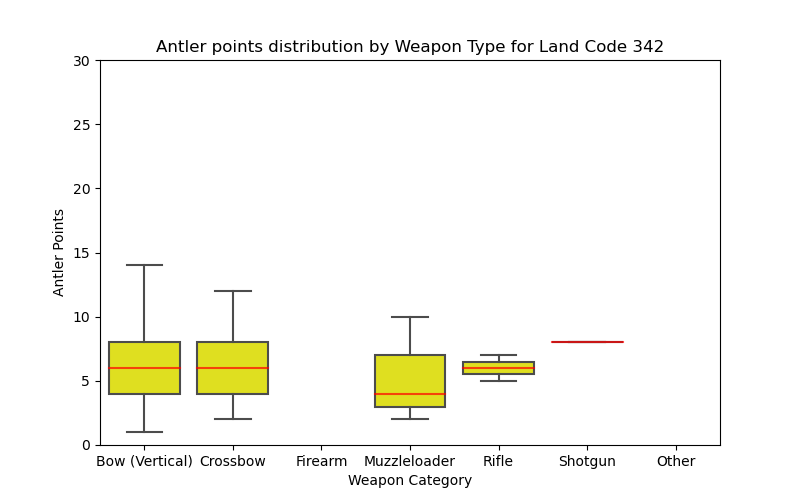 Antler points distribution by Weapon Type for Land Code 342
30
25
20
15
10
5
0
Antler Points
Bow (Vertical) Crossbow Firearm Muzzleloader Rifle Shotgun Other
Weapon Category